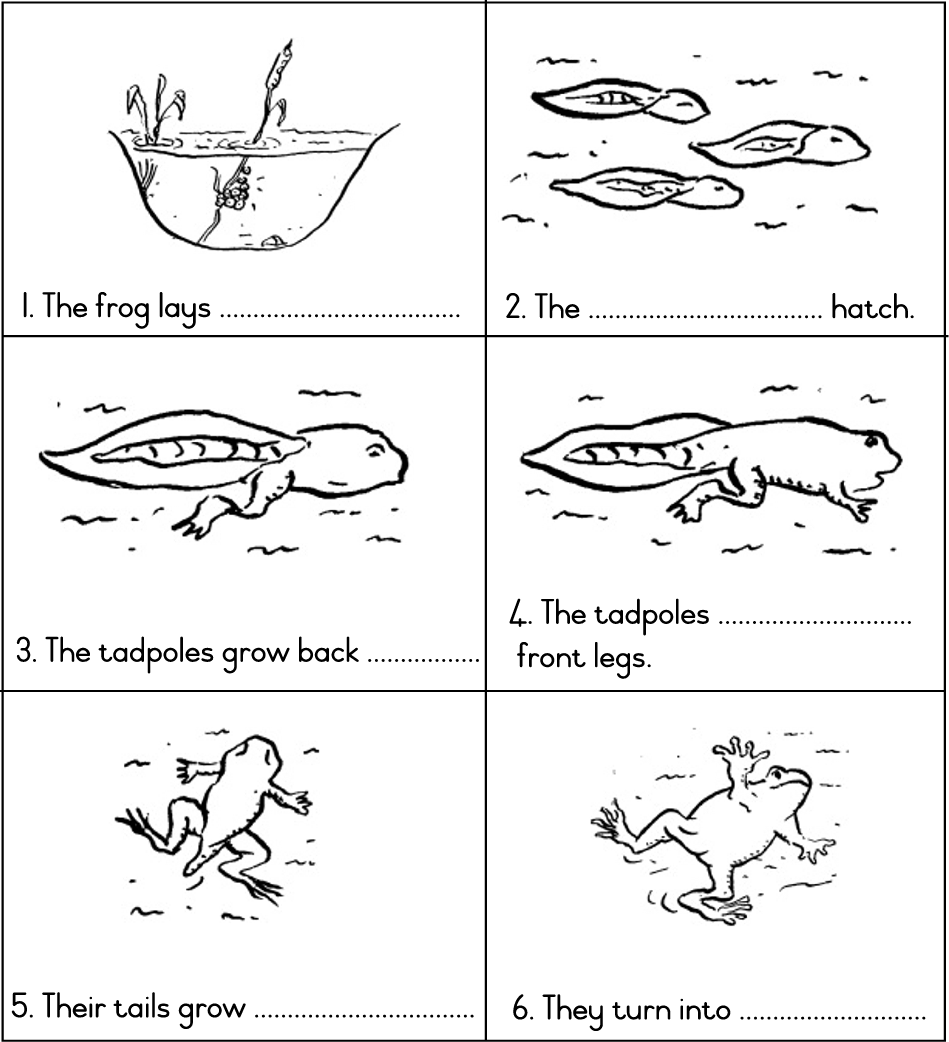 1. The frog lays ....................................
2. The ................................... hatch.
3. The tadpoles grow back .................
4. The tadpoles .............................
front legs.
5. Their tails grow .................................
6. They turn into ............................